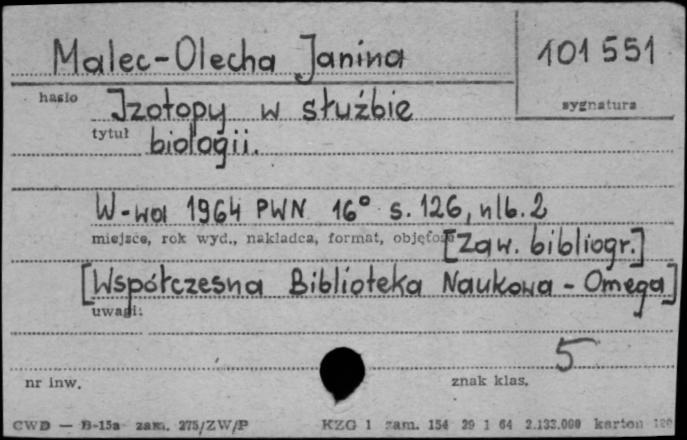 Malec-Olecha Janina
101 551
hasło
sygnatura
Izotopy w służbie
tytuł
biologii.
W-wa 1964 PWN 16° s. 126, nlb. 2
miejsce, rok wyd., nakładca, format, objętość
[Zaw. bibliogr.]
[Współczesna Biblioteka Naukowa - Omega]
uwagi:
5
nr inw.
znak klas.
CWD — B-15a zam. 275/ZW/P
KZG 1 zam. 154 29 1 64 2.133.000 karton